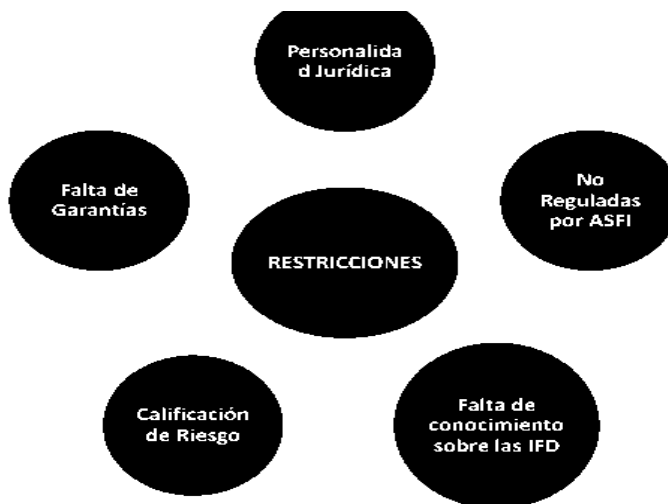 Personalida
d Jurídica
Falta de
Garantías
No
Reguladas
por ASFI
RESTRICCIONES
Calificación
de Riesgo
Falta de
conocimiento
sobre las IFD